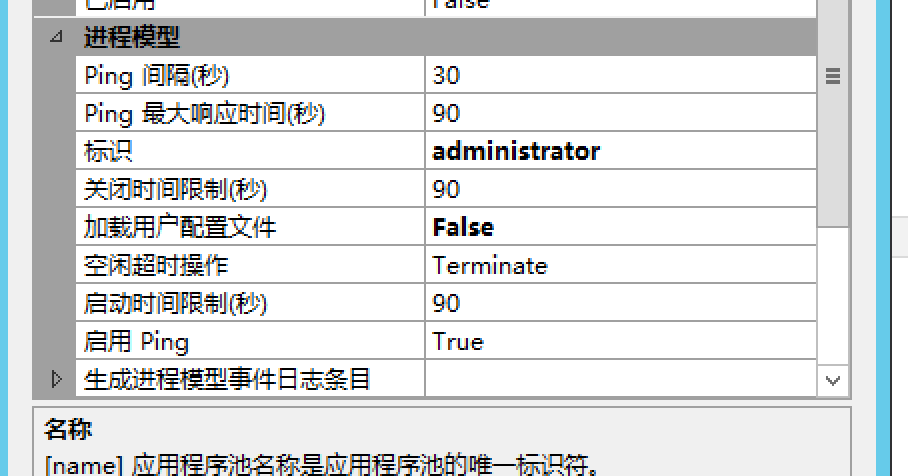 已启用 False
进程模型
Ping 间隔(秒) 30
Ping 最大响应时间(秒) 90
标识 administrator
关闭时间限制(秒) 90
加载用户配置文件 False
空闲超时操作 Terminate
启动时间限制(秒) 90
启用 Ping True
生成进程模型事件日志条目
名称
[name] 应用程序池名称是应用程序池的唯一标识符。